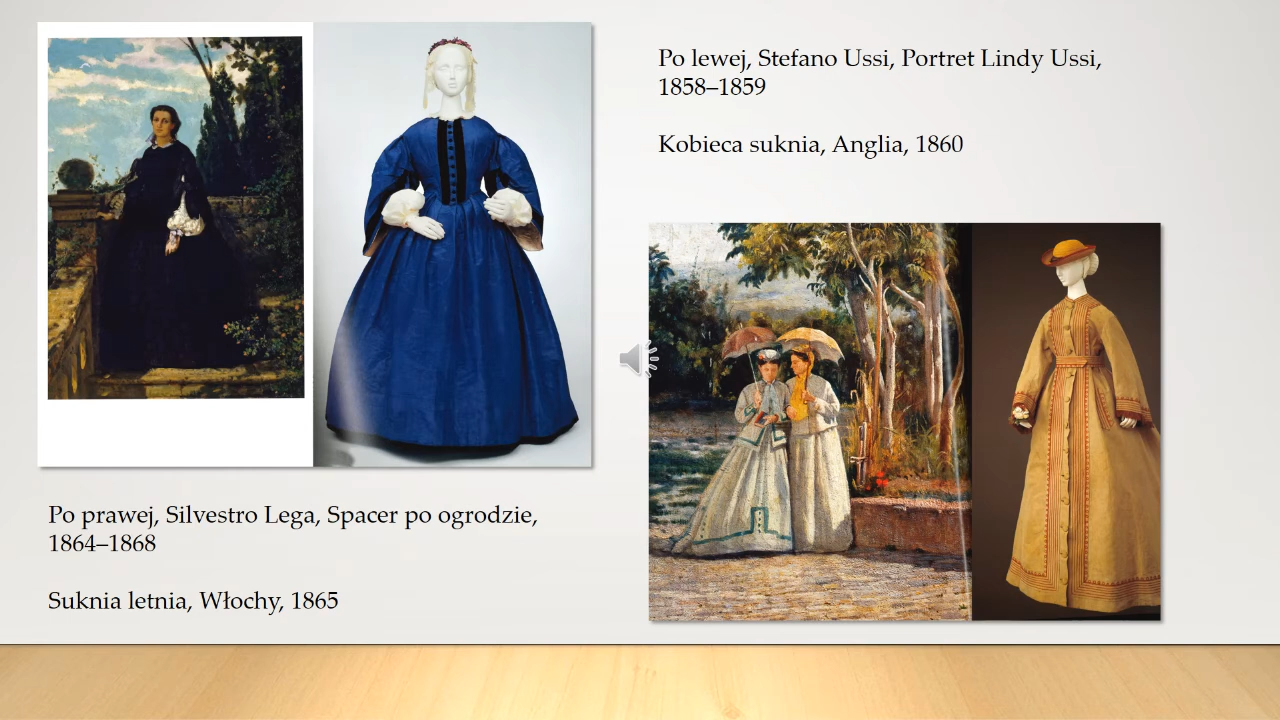 Po lewej, Stefano Ussi, Portret Lindy Ussi,
1858–1859
Kobieca suknia, Anglia, 1860
Po prawej, Silvestro Lega, Spacer po ogrodzie,
1864–1868
Suknia letnia, Włochy, 1865